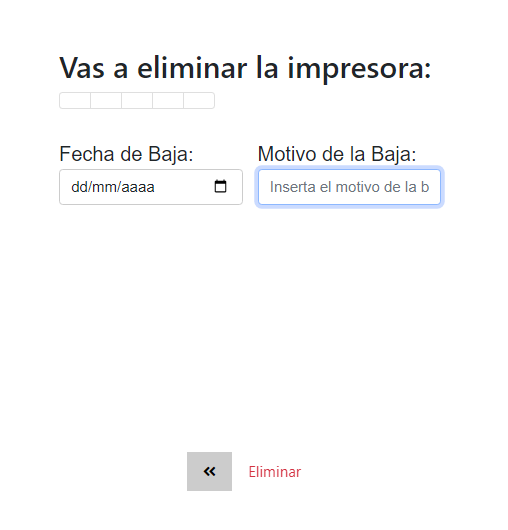 Vas a eliminar la impresora:
Fecha de Baja: Motivo de la Baja:
dd/mm/aaaa Inserta el motivo de la b
Eliminar